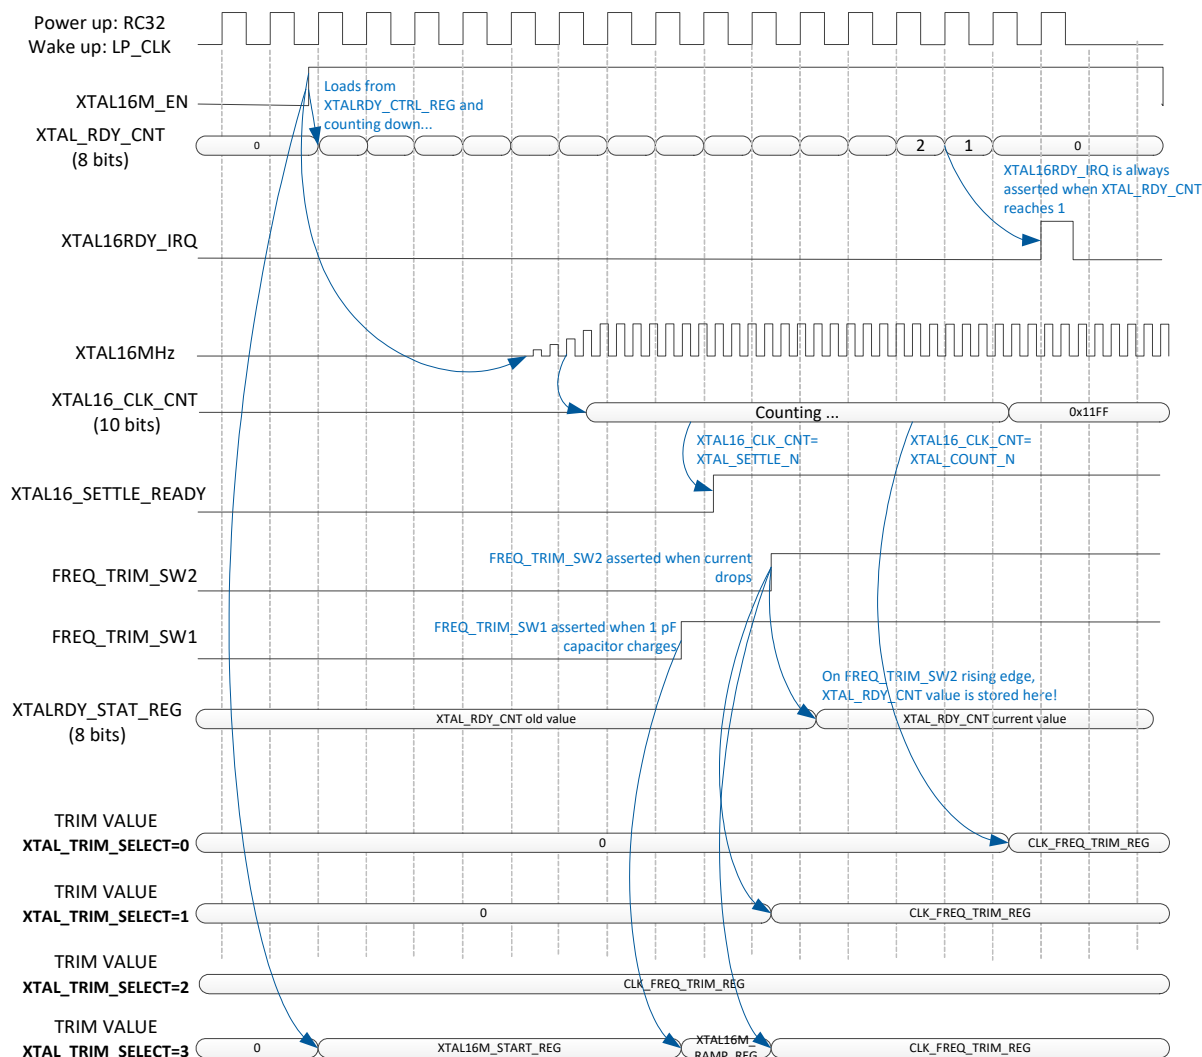 Power up: RC32
Wake up: LP_CLK
XTAL16M_EN
Loads from
XTALRDY_CTRL_REG and
counting down...
XTAL_RDY_CNT
(8 bits)
0
2
1
0
XTAL16RDY_IRQ is always
asserted when XTAL_RDY_CNT
reaches 1
XTAL16RDY_IRQ
XTAL16MHz
XTAL16_CLK_CNT
(10 bits)
Counting ...
0x11FF
XTAL16_CLK_CNT=
XTAL_SETTLE_N
XTAL16_CLK_CNT=
XTAL_COUNT_N
XTAL16_SETTLE_READY
FREQ_TRIM_SW2 asserted when current
drops
FREQ_TRIM_SW2
FREQ_TRIM_SW1 asserted when 1 pF
capacitor charges
FREQ_TRIM_SW1
On FREQ_TRIM_SW2 rising edge,
XTAL_RDY_CNT value is stored here!
XTALRDY_STAT_REG
(8 bits)
XTAL_RDY_CNT old value
XTAL_RDY_CNT current value
TRIM VALUE
XTAL_TRIM_SELECT=0
0
CLK_FREQ_TRIM_REG
TRIM VALUE
XTAL_TRIM_SELECT=1
0
CLK_FREQ_TRIM_REG
TRIM VALUE
XTAL_TRIM_SELECT=2
CLK_FREQ_TRIM_REG
TRIM VALUE
XTAL_TRIM_SELECT=3
0
XTAL16M_START_REG
XTAL16M_
RAMP_REG
CLK_FREQ_TRIM_REG